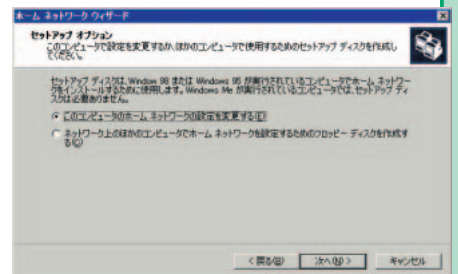 ホーム ネットワーク ウィザード
セットアップ オプション
このコンピュータで設定を変更するか、ほかのコンピュータで使用するためのセットアップ ディスクを作成し
てください。
セットアップ ディスクは、Windows 98 または Windows 95 が実行されているコンピュータでホーム ネットワー
クをインストールするために使用します。Windows Me が実行されているコンピュータでは、セットアップ ディ
スクは必要ありません。
このコンピュータのホーム ネットワークの設定を変更する(E)
ネットワーク上のほかのコンピュータでホーム ネットワークを設定するためのフロッピー ディスクを作成す
る(C)
< 戻る(B) 次へ(N) > キャンセル